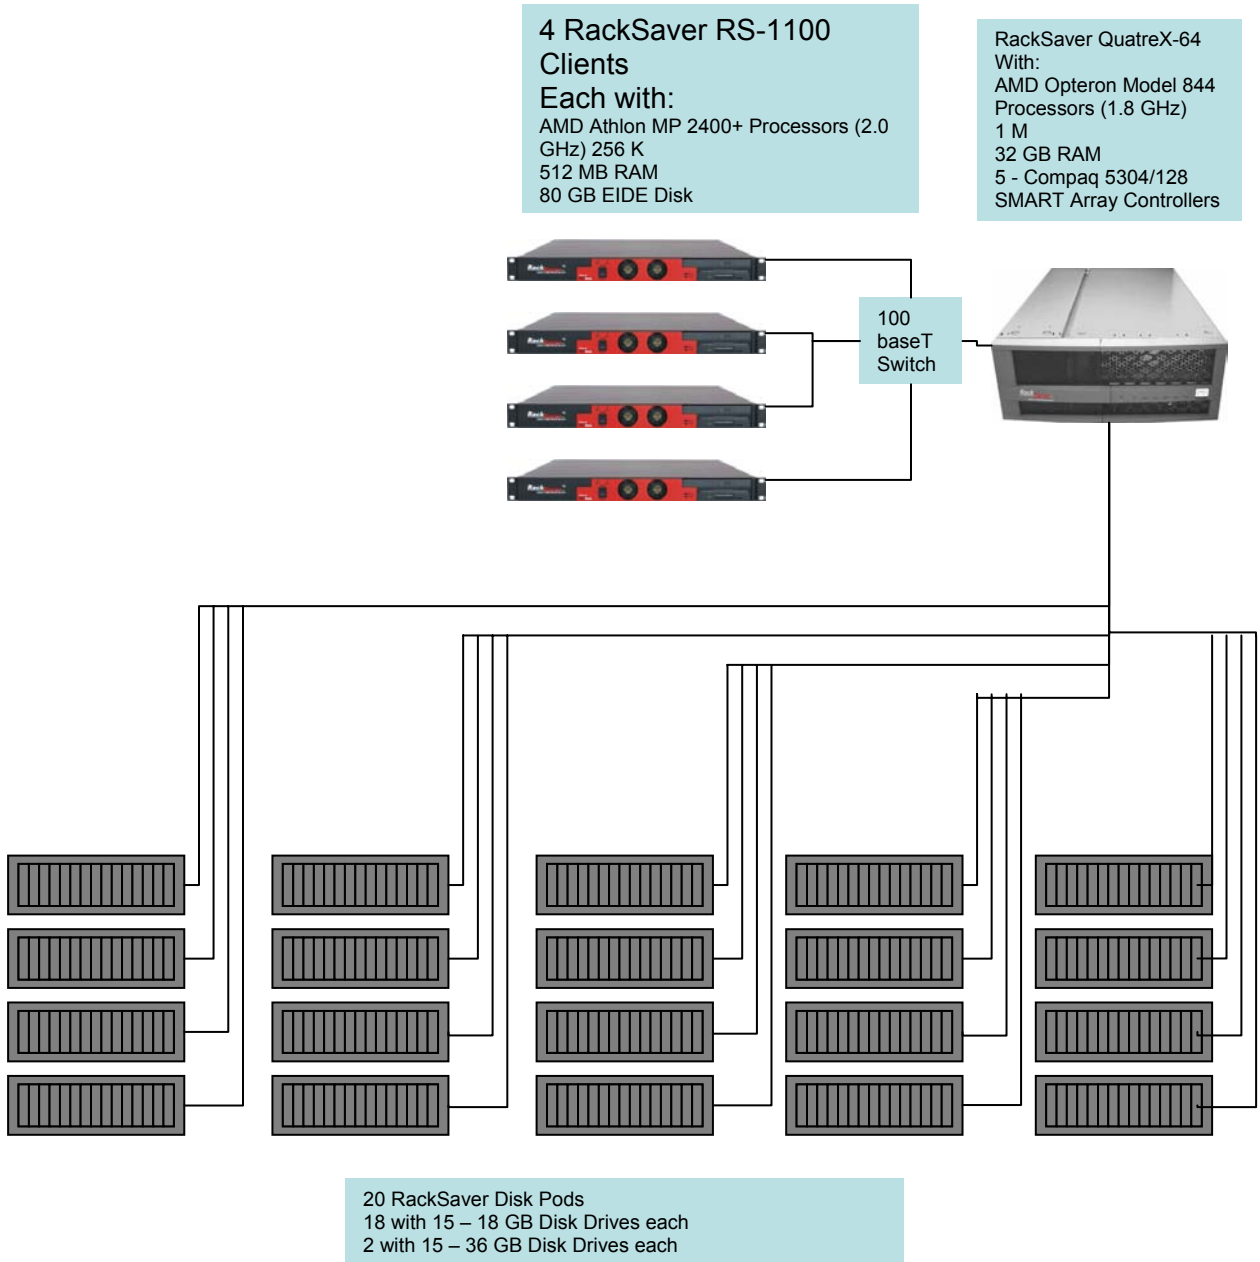 4 RackSaver RS-1100
Clients
Each with:
AMD Athlon MP 2400+ Processors (2.0
GHz) 256 K
512 MB RAM
80 GB EIDE Disk
RackSaver QuatreX-64
With:
AMD Opteron Model 844
Processors (1.8 GHz)
1 M
32 GB RAM
5 - Compaq 5304/128
SMART Array Controllers
100
baseT
Switch
20 RackSaver Disk Pods
18 with 15 – 18 GB Disk Drives each
2 with 15 – 36 GB Disk Drives each